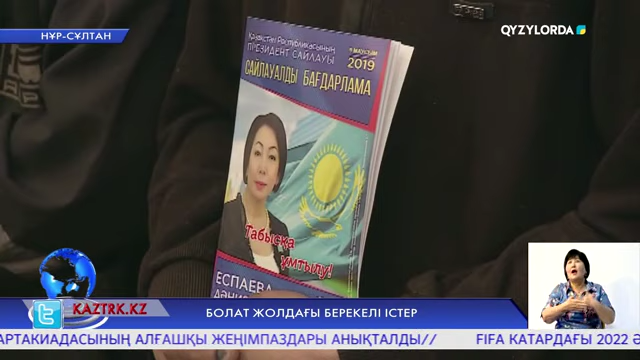 НҰР-СҰЛТАН
QYZYLORDA
Қазақстан Республикасының
ПРЕЗИДЕНТ САЙЛАУЫ
9 МАУСЫМ
2019
САЙЛАУАЛДЫ БАҒДАРЛАМА
Табысқа
ұмтылу!
ЕСПАЕВА
KAZTRK.KZ
БОЛАТ ЖОЛДАҒЫ БЕРЕКЕЛІ ІСТЕР
АРТАКИАДАСЫНЫҢ АЛҒАШҚЫ ЖЕҢІМПАЗДАРЫ АНЫҚТАЛДЫ// FIFA КАТАРДАҒЫ 2022 Ә